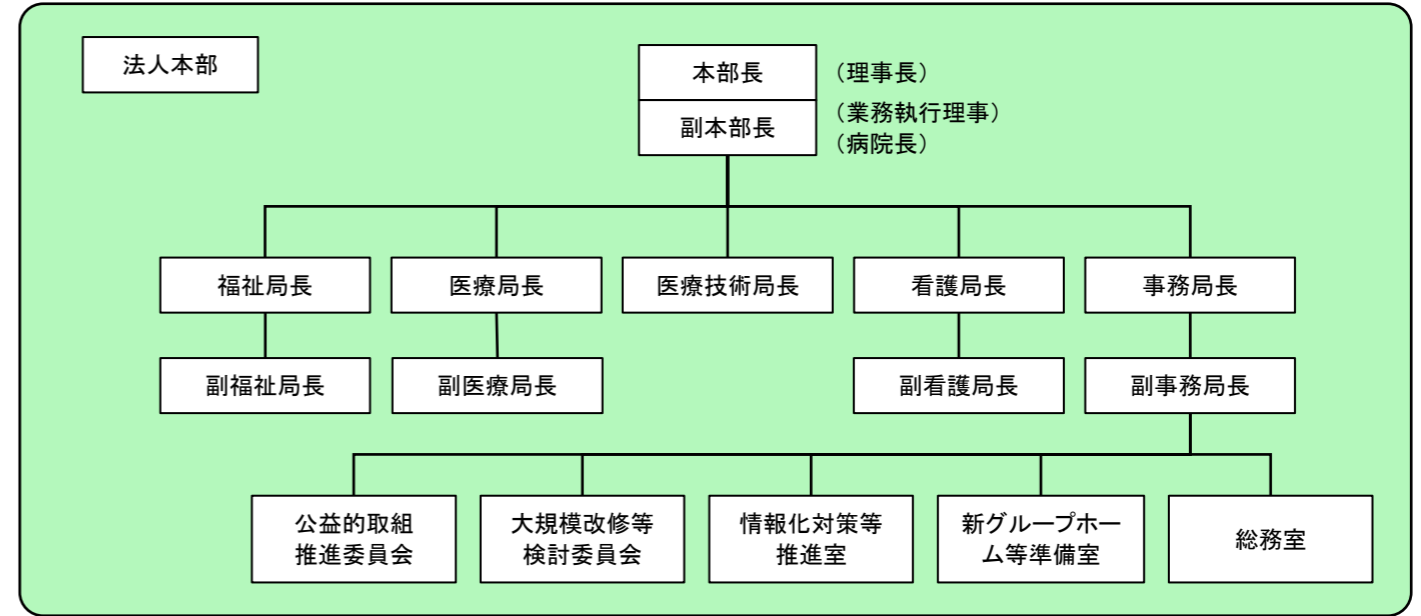 法人本部
本部長
（理事長）
副本部長
（業務執行理事）
（病院長）
福祉局長
医療局長
医療技術局長
看護局長
事務局長
副福祉局長
副医療局長
副看護局長
副事務局長
公益的取組
推進委員会
大規模改修等
検討委員会
情報化対策等
推進室
新グループホー
ム等準備室
総務室